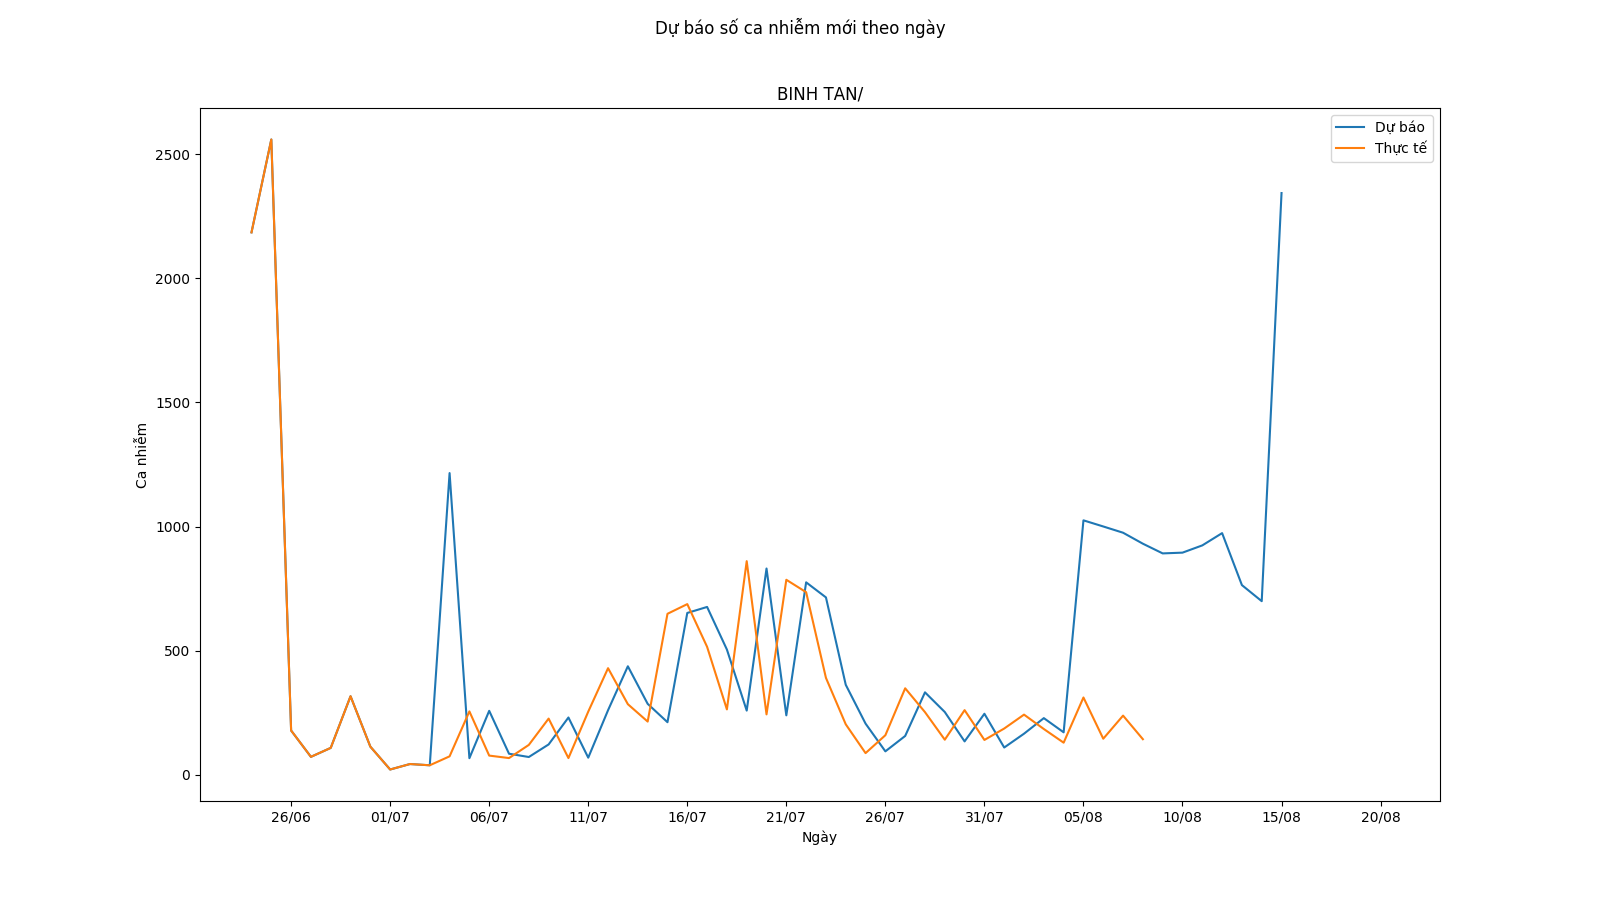 Dự báo số ca nhiễm mới theo ngày
BINH TAN/
Dự báo
Thực tế
2500
2000
1500
1000
500
0
Ca nhiễm
26/06 01/07 06/07 11/07 16/07 21/07 26/07 31/07 05/08 10/08 15/08 20/08
Ngày